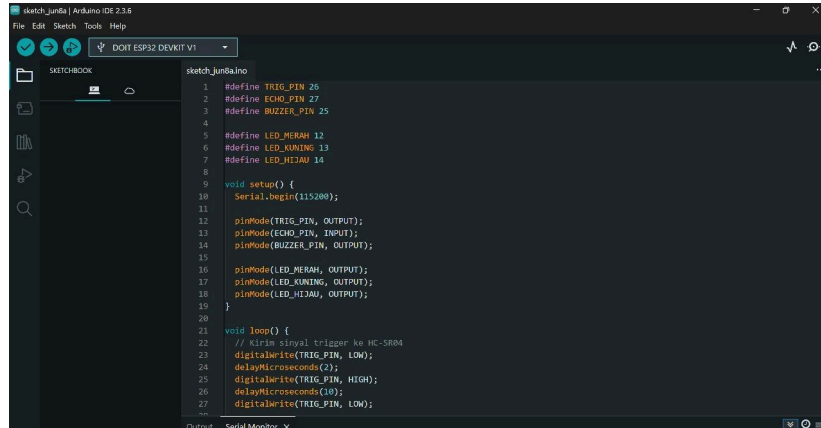 sketch_jun8a | Arduino IDE 2.3.6
File Edit Sketch Tools Help
DOIT ESP32 DEVKIT V1
SKETCHBOOK
sketch_jun8a.ino
1 #define TRIG_PIN 26
2 #define ECHO_PIN 27
3 #define BUZZER_PIN 25
4
5 #define LED_MERAH 12
6 #define LED_KUNING 13
7 #define LED_HIJAU 14
8
9 void setup() {
10 Serial.begin(115200);
11
12 pinMode(TRIG_PIN, OUTPUT);
13 pinMode(ECHO_PIN, INPUT);
14 pinMode(BUZZER_PIN, OUTPUT);
15
16 pinMode(LED_MERAH, OUTPUT);
17 pinMode(LED_KUNING, OUTPUT);
18 pinMode(LED_HIJAU, OUTPUT);
19 }
20
21 void loop() {
22 // Kirim sinyal trigger ke HC-SR04
23 digitalWrite(TRIG_PIN, LOW);
24 delayMicroseconds(2);
25 digitalWrite(TRIG_PIN, HIGH);
26 delayMicroseconds(10);
27 digitalWrite(TRIG_PIN, LOW);
Output Serial Monitor X